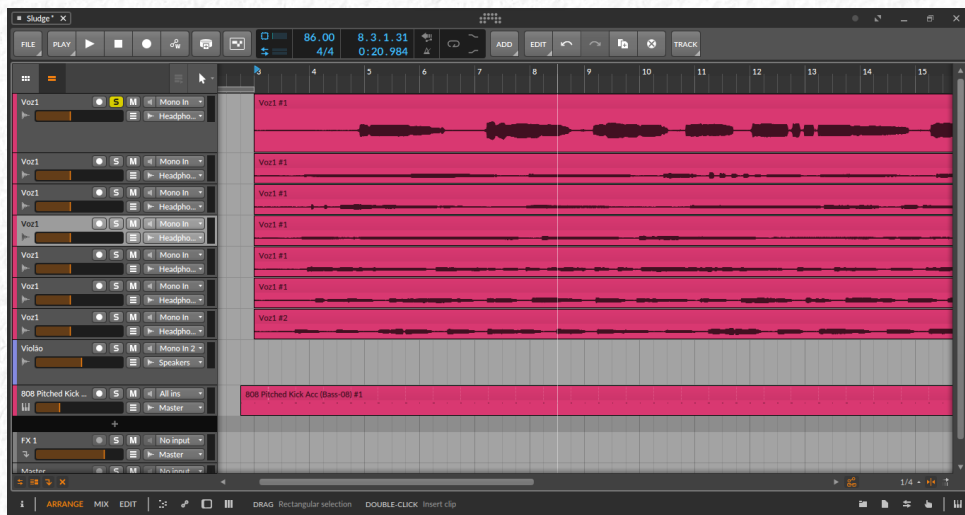 Sludge* X
FILE PLAY 86.00 8.3.1.31 ADD EDIT TRACK
4/4 0:20.984
3 4 5 6 7 8 9 10 11 12 13 14 15
Voz1 S M Mono In Voz1 #1
Headpho...
Voz1 S M Mono In Voz1 #1
Headpho...
Voz1 S M Mono In Voz1 #1
Headpho...
Voz1 S M Mono In Voz1 #1
Headpho...
Voz1 S M Mono In Voz1 #1
Headpho...
Voz1 S M Mono In Voz1 #1
Headpho...
Voz1 S M Mono In Voz1 #2
Headpho...
Violão S M Mono In 2
Speakers
808 Pitched Kick ... S M All ins 808 Pitched Kick Acc (Bass-08) #1
Master
+
FX 1 S M No input
Master
Master S M No input
1/4
i ARRANGE MIX EDIT DRAG Rectangular selection DOUBLE-CLICK Insert clip